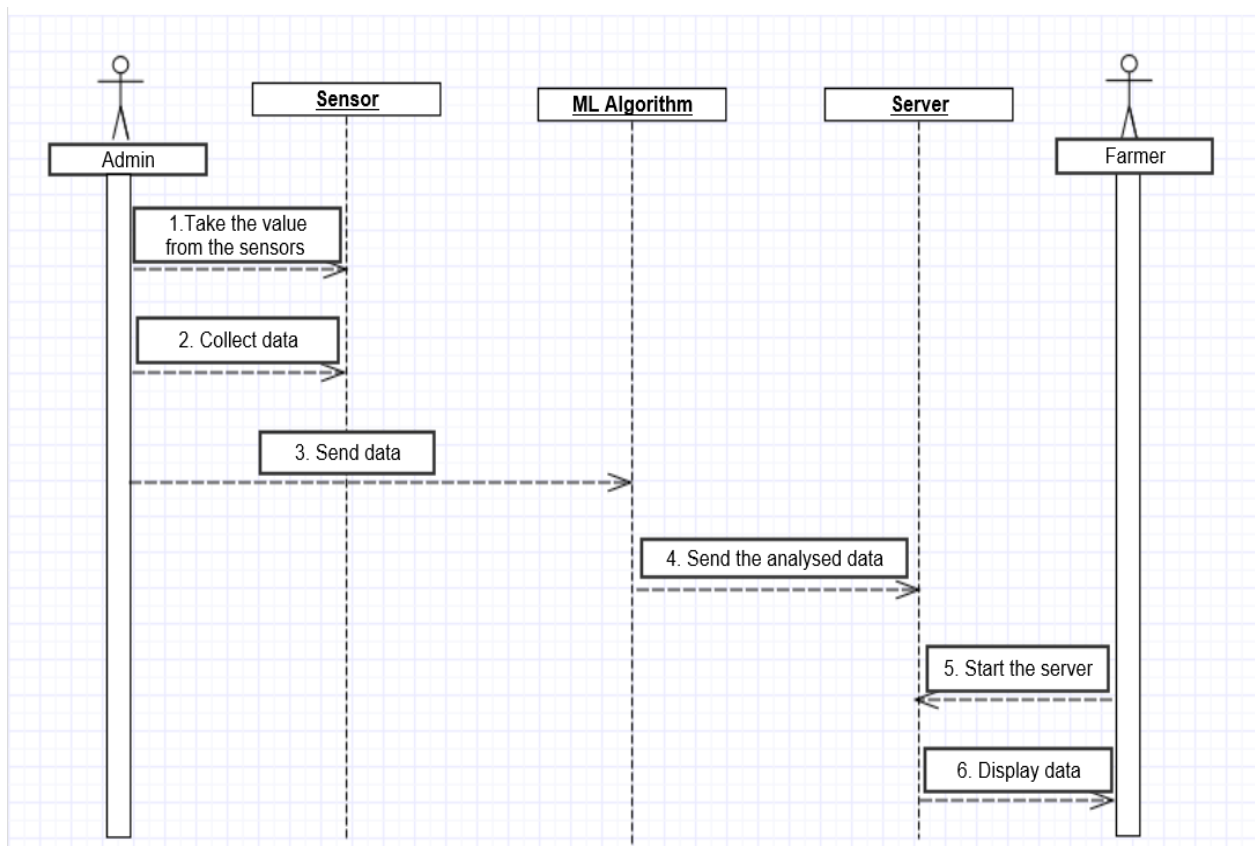 Sensor
ML Algorithm
Server
Admin
Farmer
1.Take the value
from the sensors
2. Collect data
3. Send data
4. Send the analysed data
5. Start the server
6. Display data